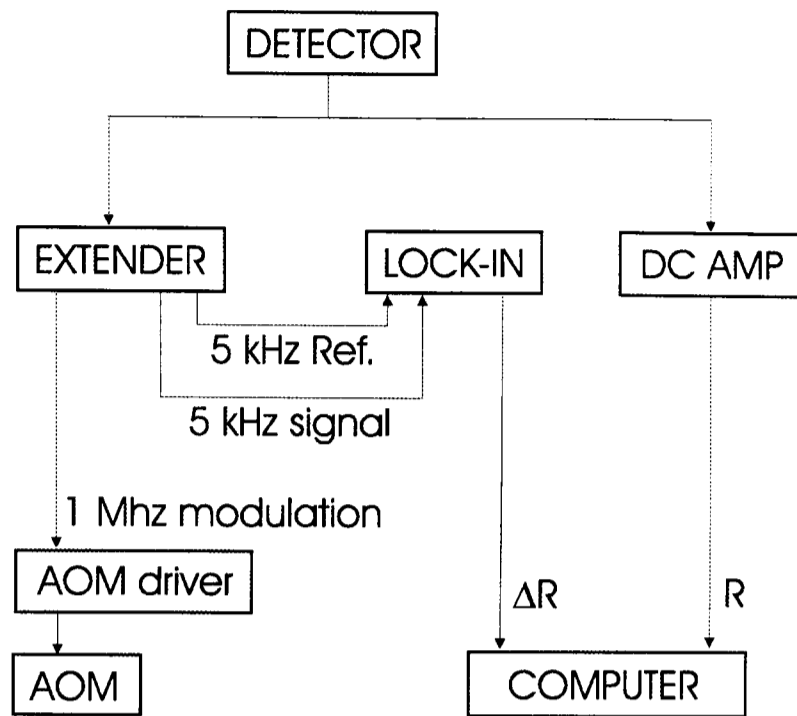 DETECTOR
EXTENDER
LOCK-IN
DC AMP
5 kHz Ref.
5 kHz signal
1 Mhz modulation
AOM driver
ΔR
R
AOM
COMPUTER